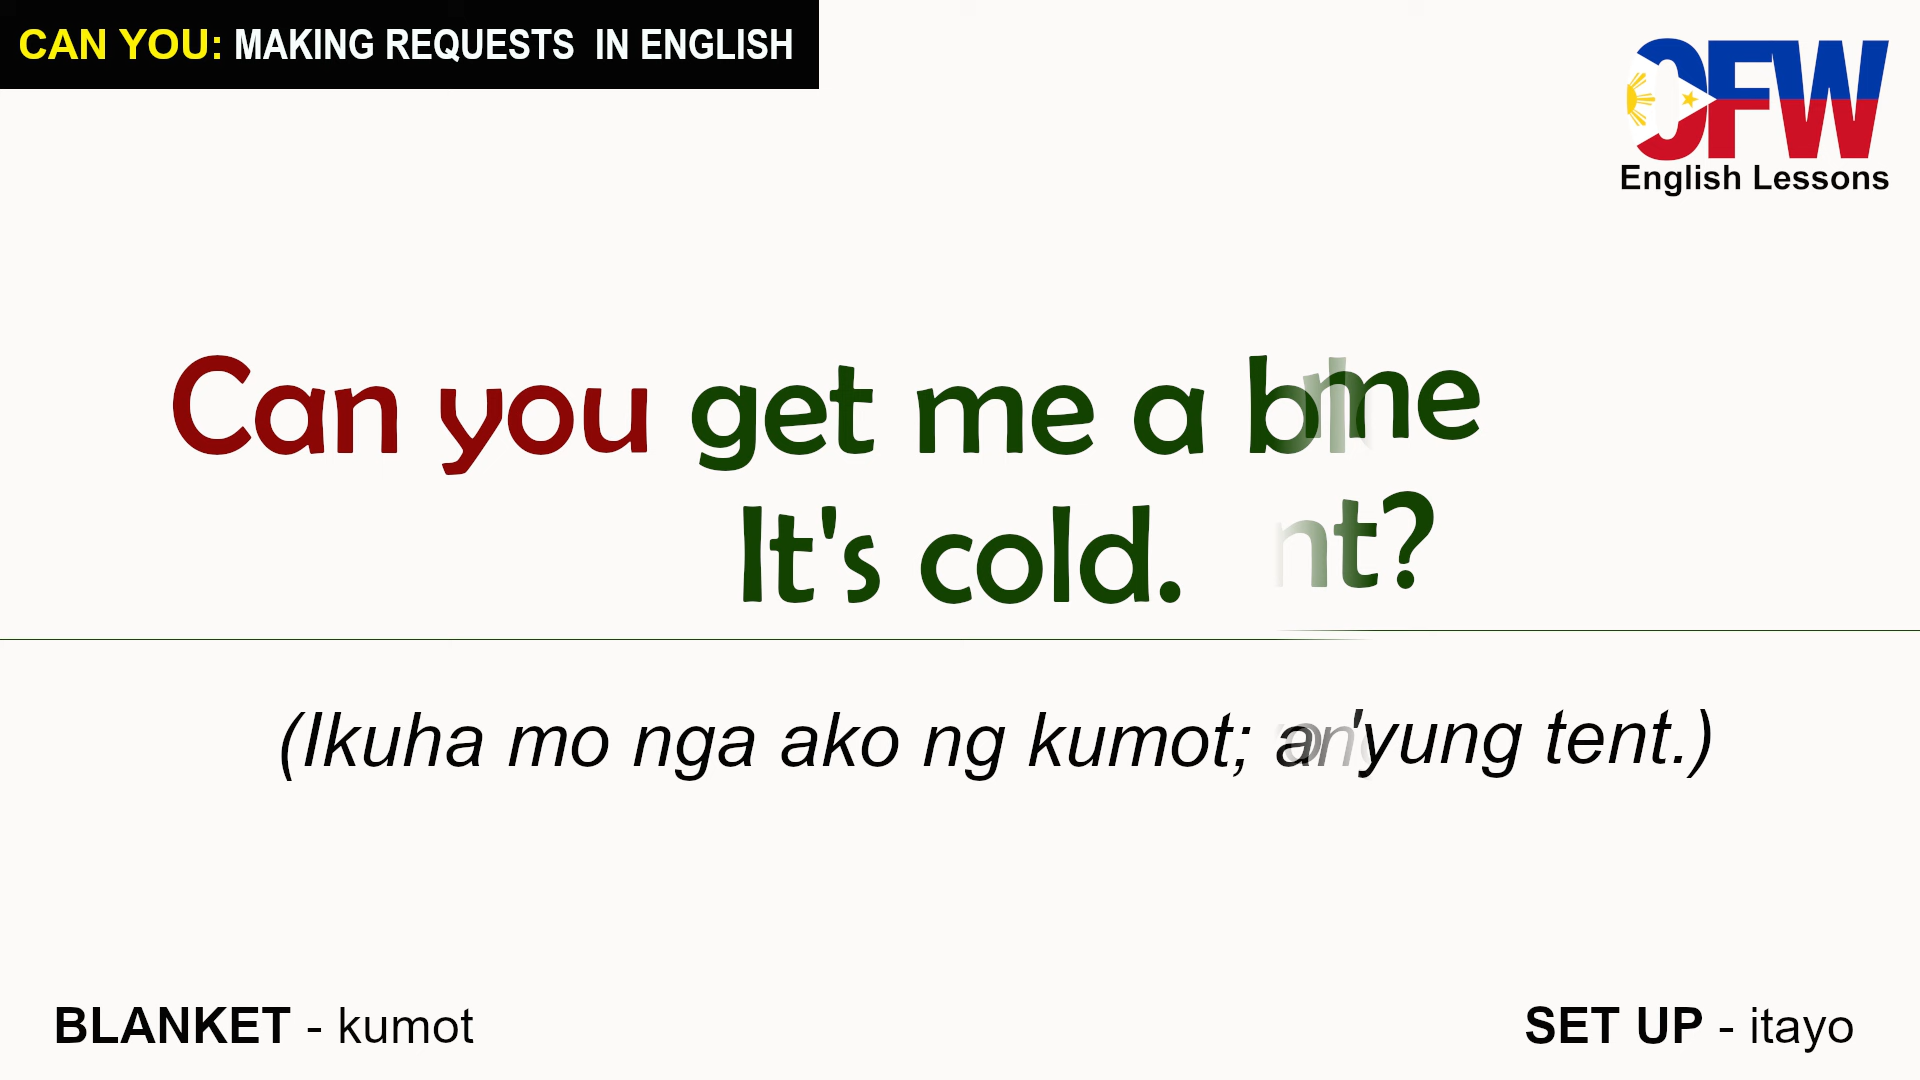 CAN YOU: MAKING REQUESTS IN ENGLISH
OFW
English Lessons
Can you get me a me
It's cold. nt?
(Ikuha mo nga ako ng kumot; 'yung tent.)
BLANKET - kumot
SET UP - itayo